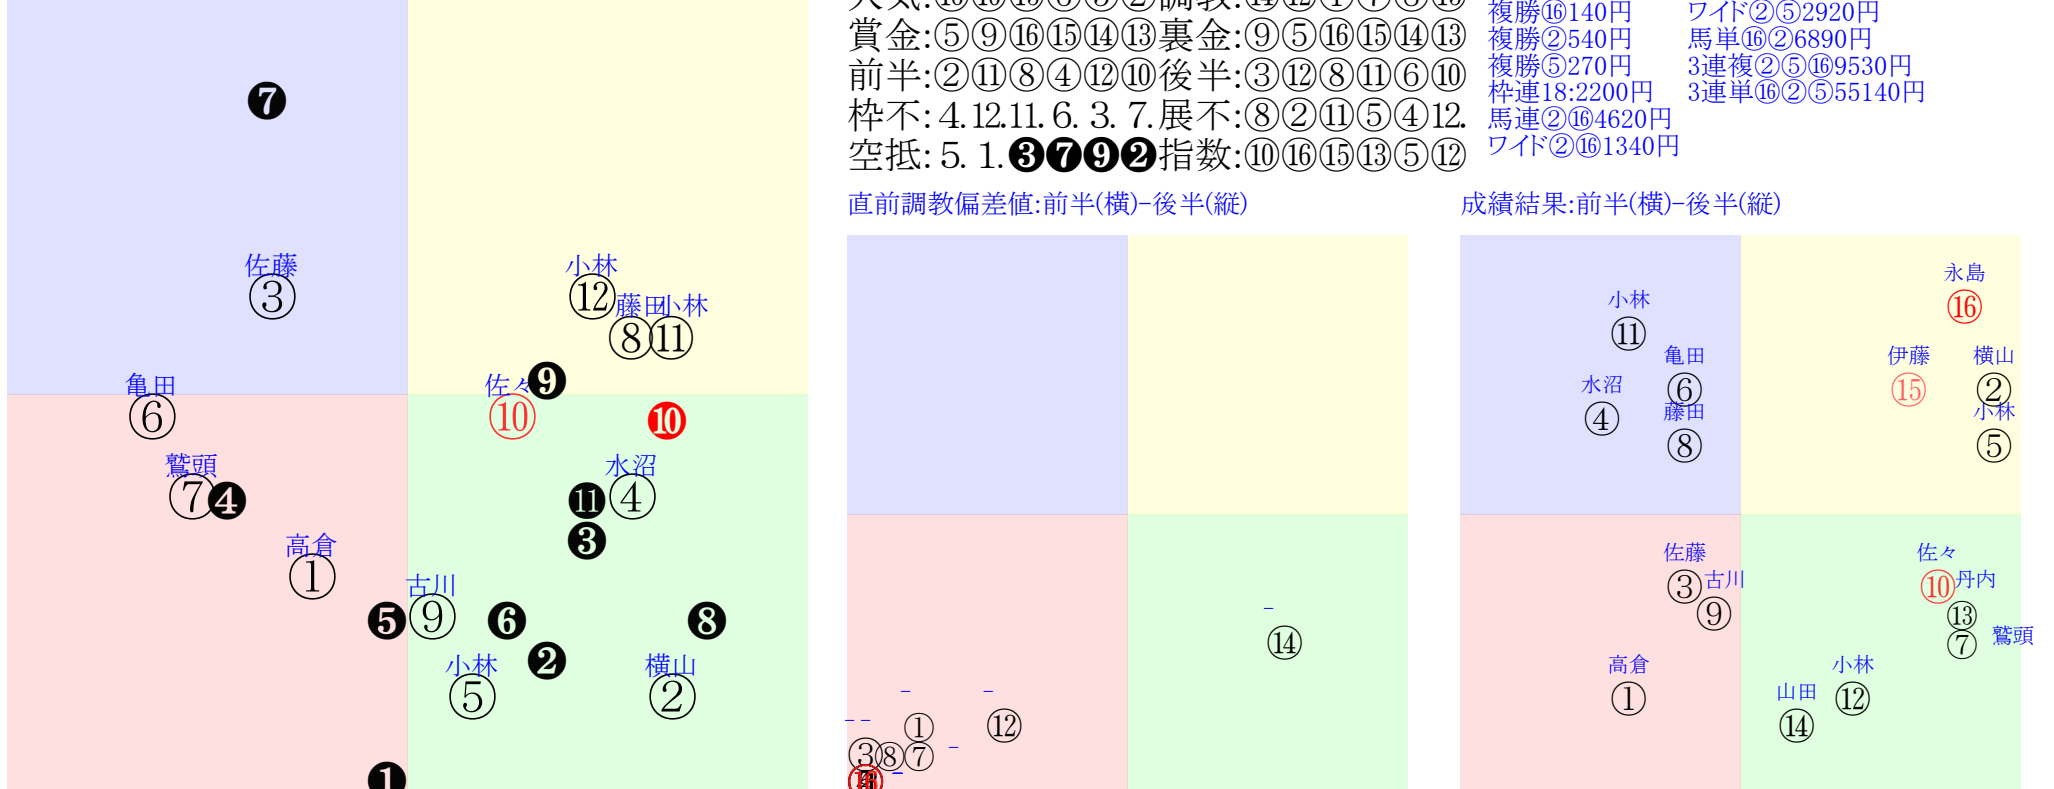 賞金:⑤⑨⑯⑮⑭⑬裏金:⑨⑤⑯⑮⑭⑬
前半:②⑪⑧④⑫⑩後半:③⑫⑧⑪⑥⑩
枠不:4.12.11.6.3.7.展不:⑧②⑪⑤④12.
空抵:5.1.❸❼❾❷指数:⑩⑯⑮⑬⑤⑫
複勝⑯140円
複勝②540円
複勝⑤270円
枠連18:2200円
馬連②⑯4620円
ワイド②⑯1340円
ワイド②⑤2920円
馬単⑯②6890円
3連複②⑤⑯9530円
3連単⑯②⑤55140円
❼
佐藤
③
小林
⑫
藤田
⑧
小林
⑪
亀田
⑥
佐々
⑩
❾
❿
鷲頭
⑦
❹
水沼
④
⓫
❸
高倉
①
古川
⑨
❺
❻
❽
❷
小林
⑤
横山
②
❶
直前調教偏差値:前半(横)-後半(縦)
⑭
①
⑫
③
⑧
⑦
成績結果:前半(横)-後半(縦)
永島
⑯
小林
⑪
亀田
⑥
伊藤
⑮
横山
②
水沼
④
藤田
⑧
小林
⑤
佐藤
③
古川
⑨
佐々
⑩
丹内
⑬
鷲頭
⑦
高倉
①
小林
⑫
山田
⑭